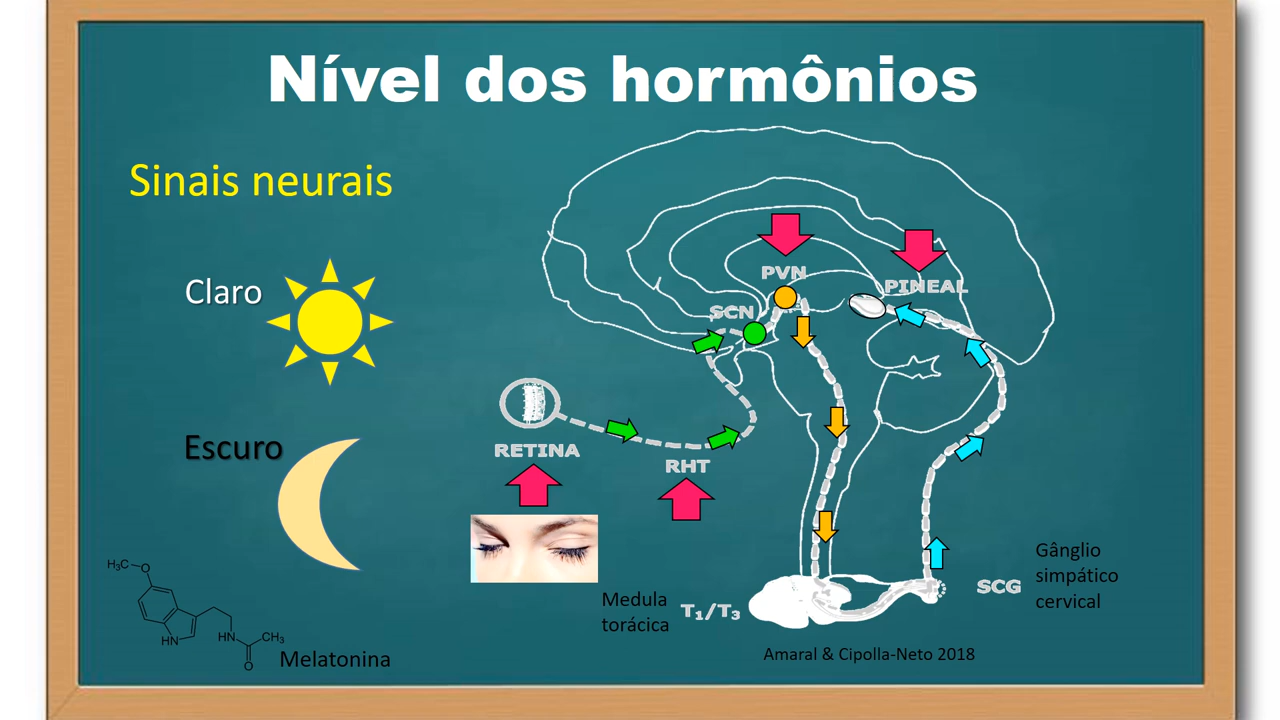 Nível dos hormônios
Sinais neurais
Claro
Escuro
PVN
PINEAL
SCN
RETINA
RHT
Medula
torácica
T₁/T₃
SCG
Gânglio
simpático
cervical
H₃C
O
HN
HN
CH₃
O
Melatonina
Amaral & Cipolla-Neto 2018